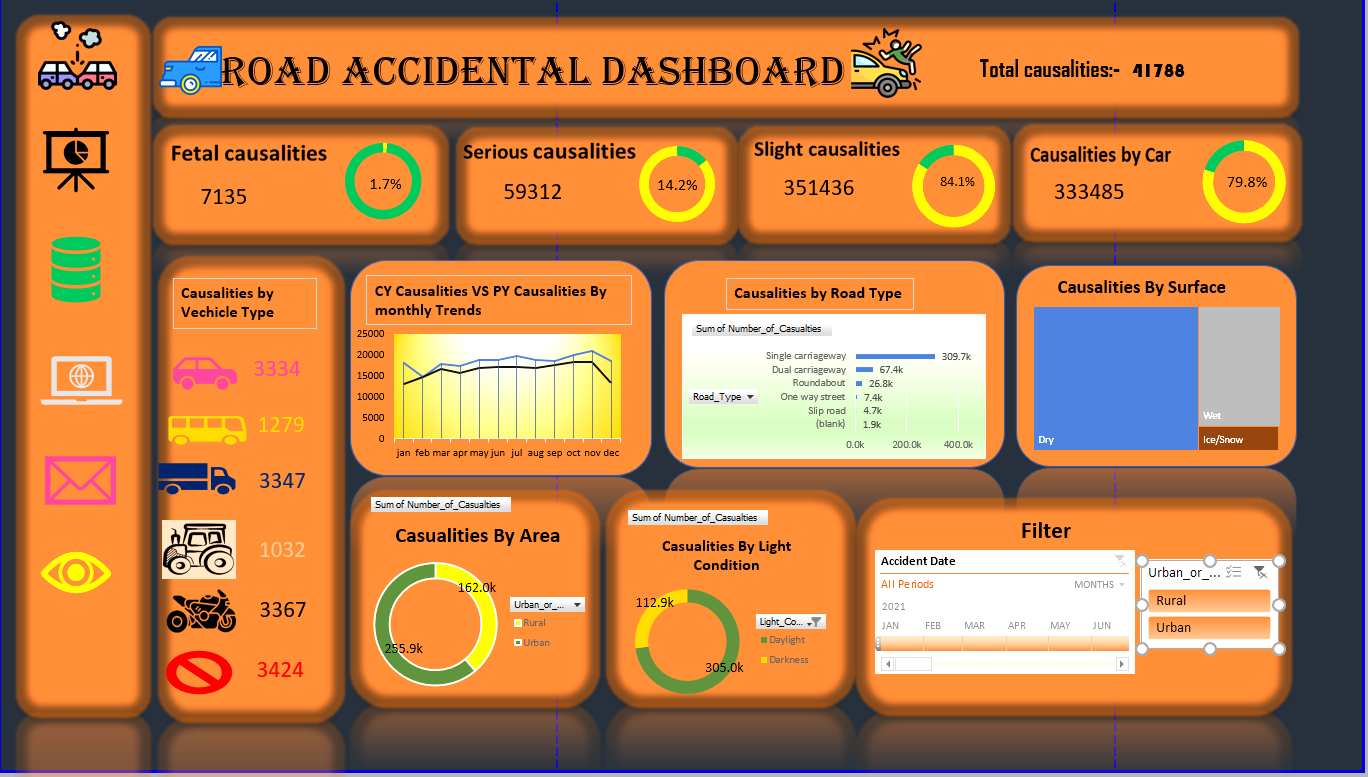 ROAD ACCIDENTAL DASHBOARD
Total causalities:- 41788
Fetal causalities
7135
1.7%
Serious causalities
59312
14.2%
Slight causalities
351436
84.1%
Causalities by Car
333485
79.8%
Causalities by
Vechicle Type
3334
1279
3347
1032
3367
3424
CY Causalities VS PY Causalities By
monthly Trends
25000
20000
15000
10000
5000
0
jan feb mar apr may jun jul aug sep oct nov dec
Causalities by Road Type
Sum of Number_of_Casualties
Road_Type
Single carriageway 309.7k
Dual carriageway 67.4k
Roundabout 26.8k
One way street 7.4k
Slip road 4.7k
(blank) 1.9k
0.0k 200.0k 400.0k
Causalities By Surface
Dry
Wet
Ice/Snow
Sum of Number_of_Casualties
Casualities By Area
162.0k
255.9k
Urban_or_...
Rural
Urban
Sum of Number_of_Casualties
Casualities By Light
Condition
112.9k
305.0k
Light_Co...
Daylight
Darkness
Filter
Accident Date
All Periods MONTHS
2021
JAN FEB MAR APR MAY JUN
Urban_or_...
Rural
Urban